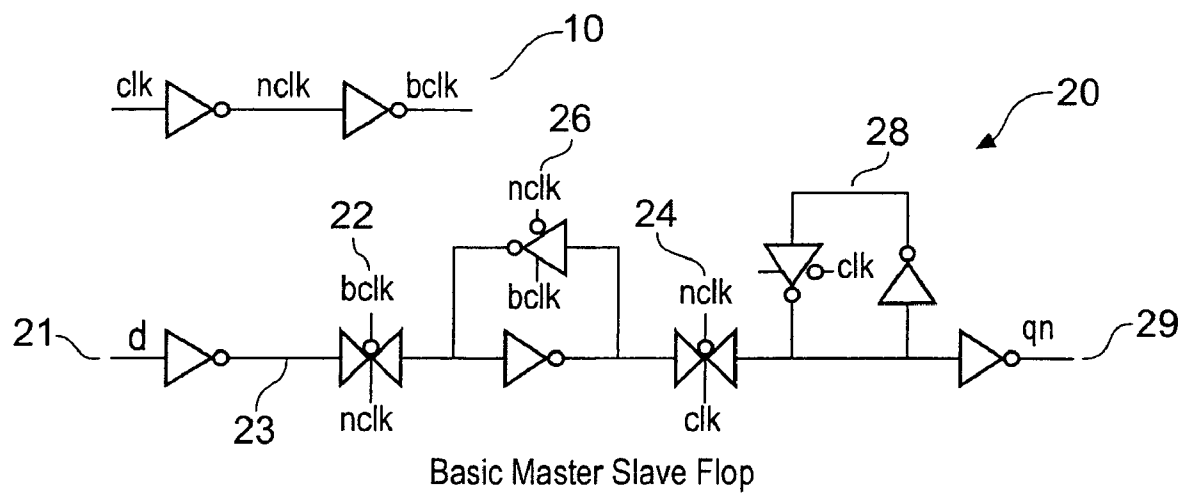 10
clk nclk bclk
20
26
28
nclk
22
24
clk
bclk
bclk
nclk
21
d
qn
29
23
nclk
clk
Basic Master Slave Flop